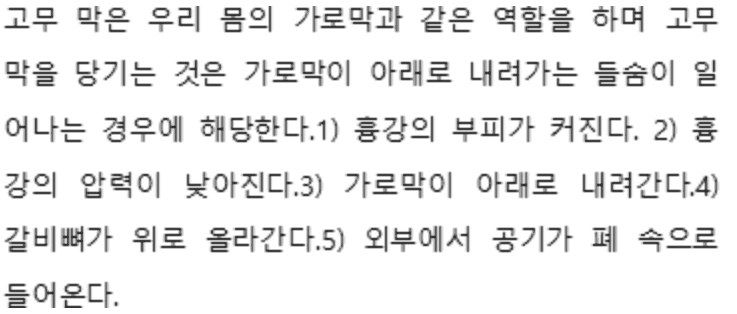 고무 막은 우리 몸의 가로막과 같은 역할을 하며 고무
막을 당기는 것은 가로막이 아래로 내려가는 들숨이 일
어나는 경우에 해당한다.1) 흉강의 부피가 커진다. 2) 흉
강의 압력이 낮아진다.3) 가로막이 아래로 내려간다.4)
갈비뼈가 위로 올라간다.5) 외부에서 공기가 폐 속으로
들어온다.